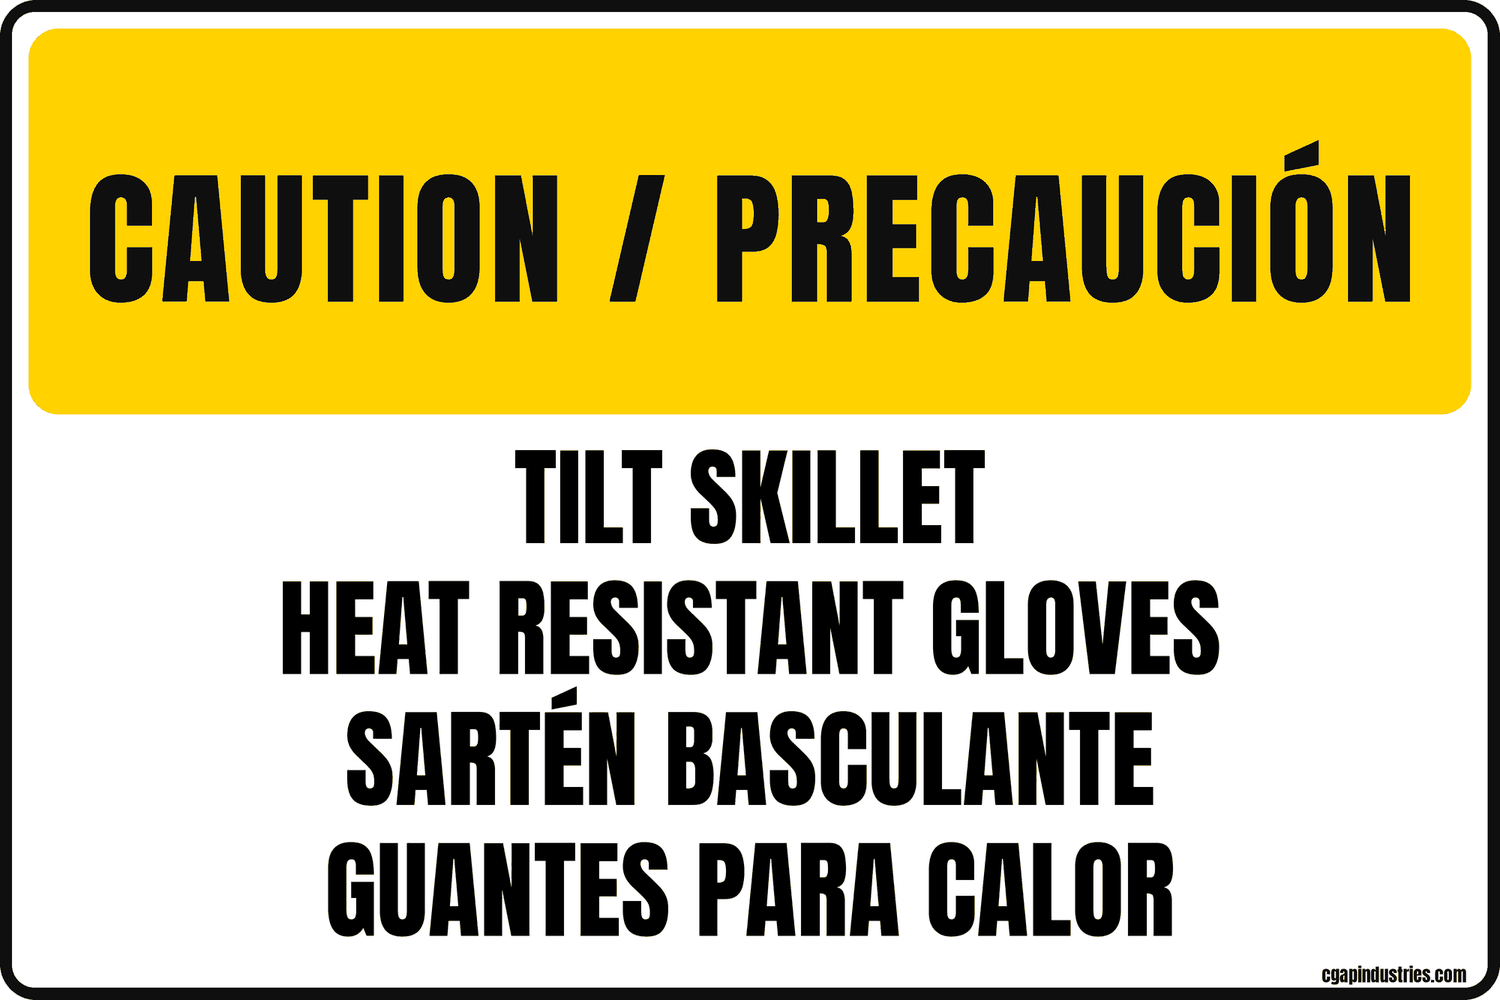 CAUTION / PRECAUCIÓN
TILT SKILLET
HEAT RESISTANT GLOVES
SARTÉN BASCULANTE
GUANTES PARA CALOR
cgapindustries.com